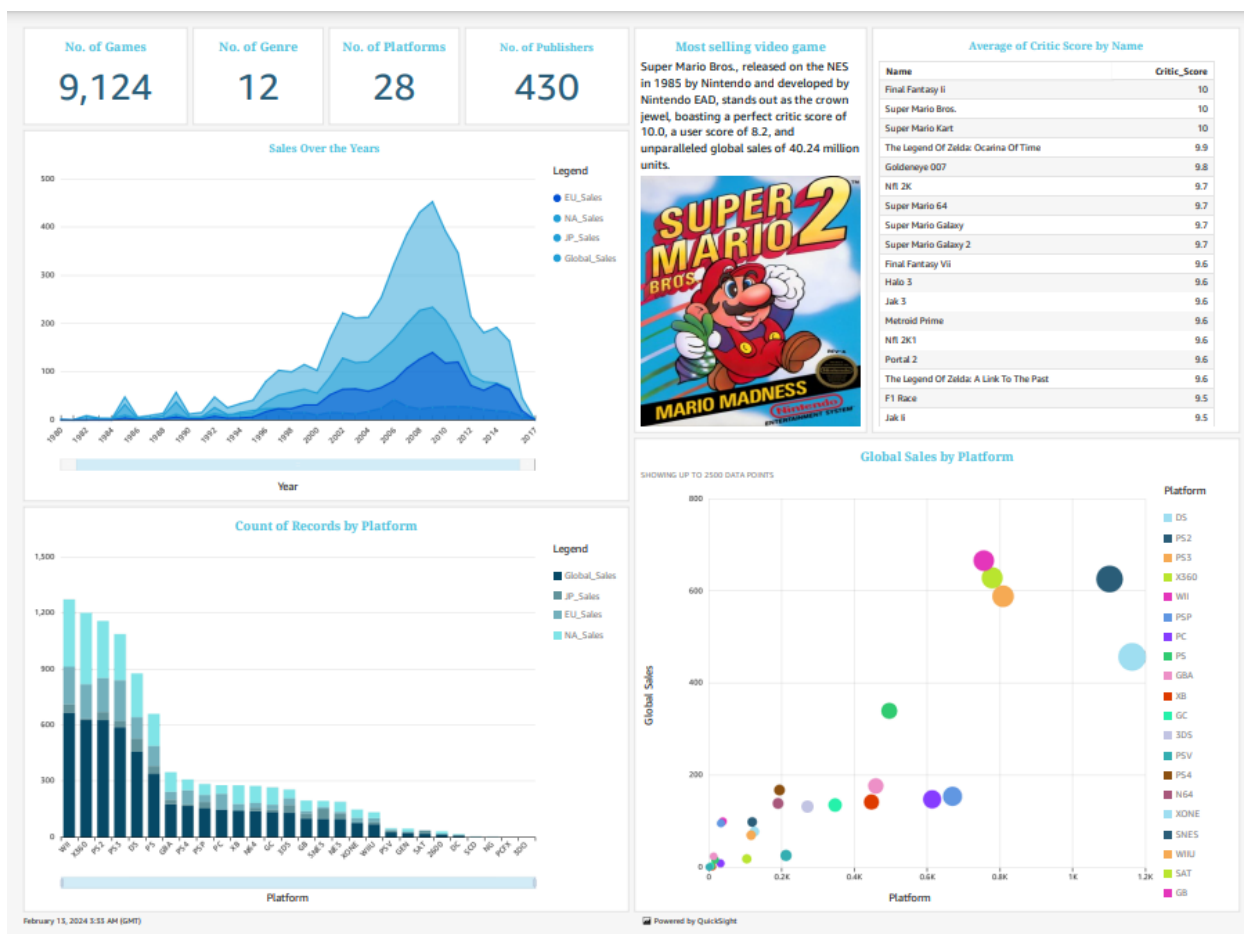 No. of Games
9,124
No. of Genre
12
No. of Platforms
28
No. of Publishers
430
Most selling video game
Super Mario Bros., released on the NES
in 1985 by Nintendo and developed by
Nintendo EAD, stands out as the crown
jewel, boasting a perfect critic score of
10.0, a user score of 8.2, and
unparalleled global sales of 40.24 million
units.
SUPER
MARIO
BROS.
2
TM
REV-A
MARIO MADNESS
Nintendo
ENTERTAINMENT SYSTEM
Average of Critic Score by Name
Name Critic_Score
Final Fantasy Ii 10
Super Mario Bros. 10
Super Mario Kart 10
The Legend Of Zelda: Ocarina Of Time 9.9
Goldeneye 007 9.8
Nfl 2K 9.7
Super Mario 64 9.7
Super Mario Galaxy 9.7
Super Mario Galaxy 2 9.7
Final Fantasy Vii 9.6
Halo 3 9.6
Jak 3 9.6
Metroid Prime 9.6
Nfl 2K1 9.6
Portal 2 9.6
The Legend Of Zelda: A Link To The Past 9.6
F1 Race 9.5
Jak Ii 9.5
Sales Over the Years
500
400
300
200
100
0
1980 1982 1984 1986 1988 1990 1992 1994 1996 1998 2000 2002 2004 2006 2008 2010 2012 2014 2017
Year
Legend
EU_Sales
NA_Sales
JP_Sales
Global_Sales
Count of Records by Platform
1,500
1,200
900
600
300
0
WII X360 PS2 PS3 DS PS GBA PS4 PSP PC XB N64 GC 3DS GB SNES NES XONE WIIU PSV GEN SAT 2600 DC SCD NG PCFX 3DO
Platform
Legend
Global_Sales
JP_Sales
EU_Sales
NA_Sales
Global Sales by Platform
SHOWING UP TO 2500 DATA POINTS
Global Sales
800
600
400
200
0
0 0.2K 0.4K 0.6K 0.8K 1K 1.2K
Platform
Platform
DS
PS2
PS3
X360
WII
PSP
PC
PS
GBA
XB
GC
3DS
PSV
PS4
N64
XONE
SNES
WIIU
SAT
GB
February 13, 2024 3:33 AM (GMT)
Powered by QuickSight